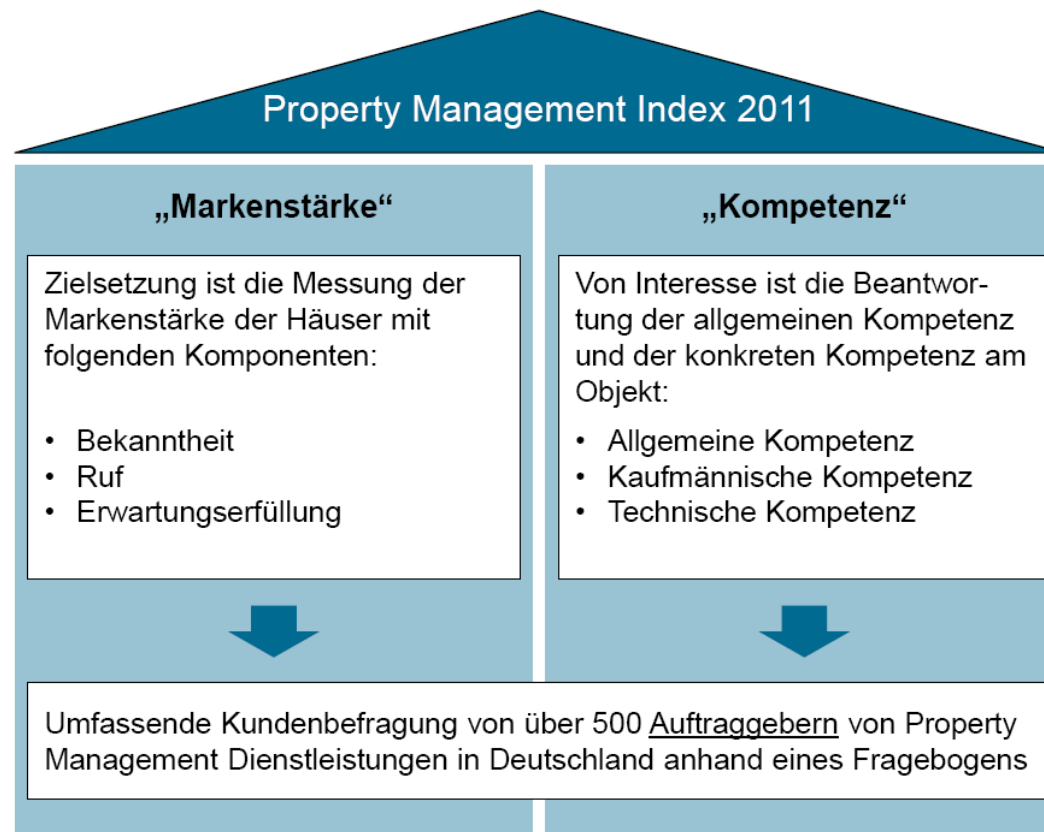 Property Management Index 2011
„Markenstärke“
Zielsetzung ist die Messung der
Markenstärke der Häuser mit
folgenden Komponenten:
• Bekanntheit
• Ruf
• Erwartungserfüllung
„Kompetenz“
Von Interesse ist die Beantwor-
tung der allgemeinen Kompetenz
und der konkreten Kompetenz am
Objekt:
• Allgemeine Kompetenz
• Kaufmännische Kompetenz
• Technische Kompetenz
Umfassende Kundenbefragung von über 500 Auftraggebern von Property
Management Dienstleistungen in Deutschland anhand eines Fragebogens